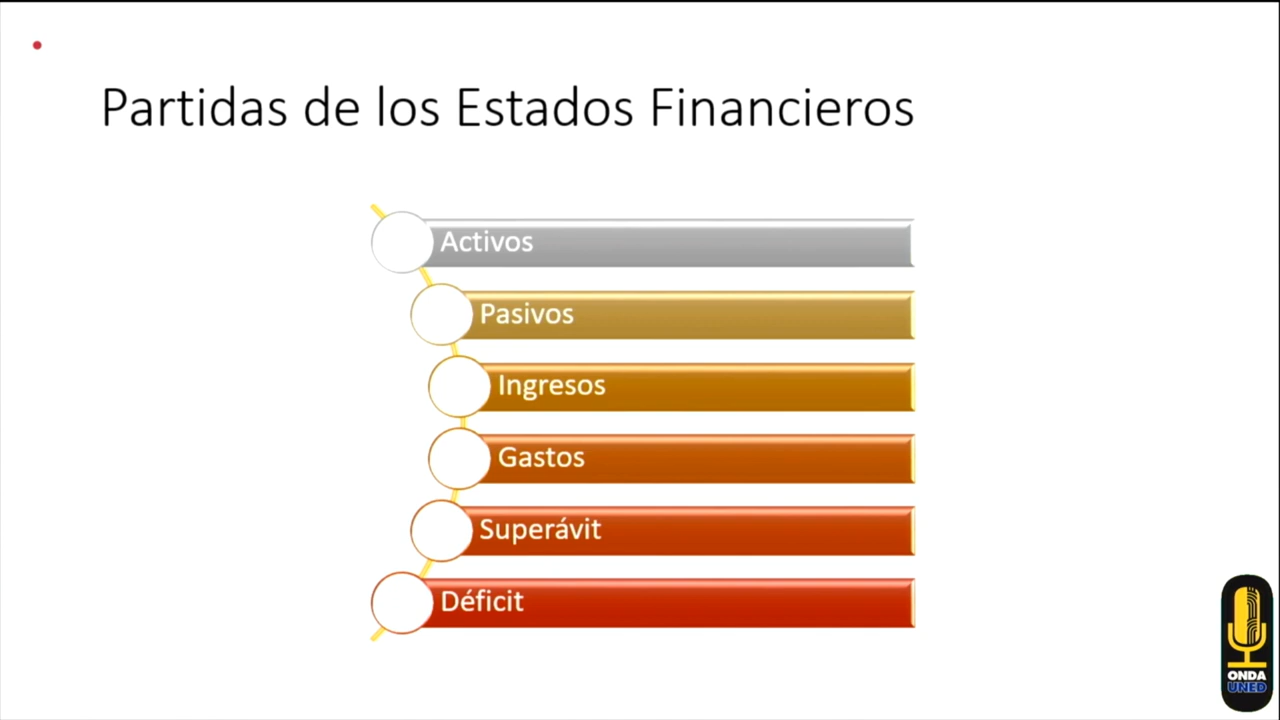 Partidas de los Estados Financieros
Activos
Pasivos
Ingresos
Gastos
Superávit
Déficit
ONDA
UNED